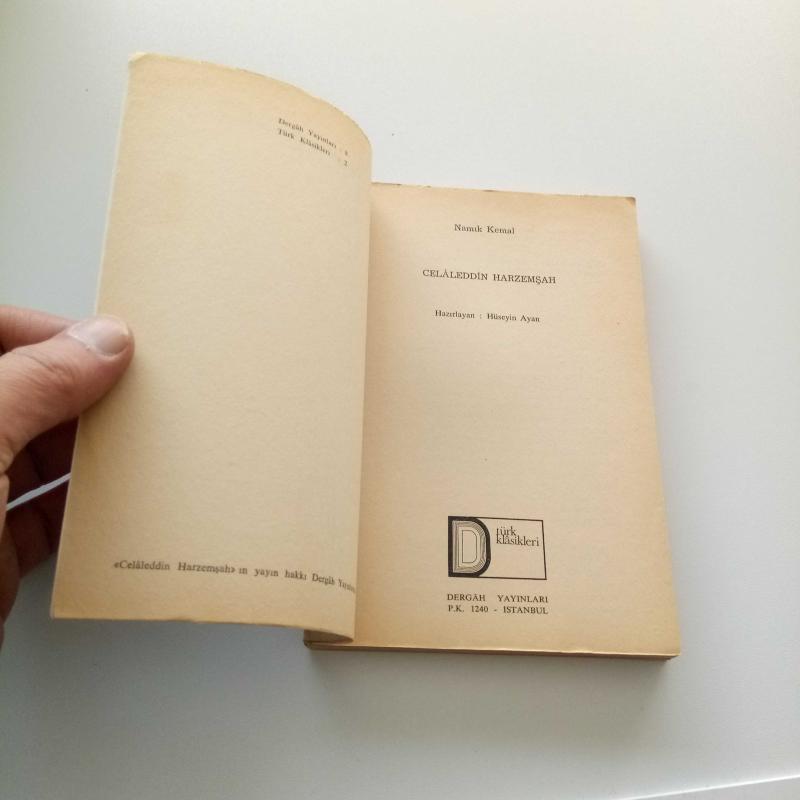 Dergâh Yayınları : 8
Türk Klâsikleri : 2
«Celâleddin Harzemşah» ın yayın hakkı Dergâh
Namık Kemal
CELÂLEDDİN HARZEMŞAH
Hazırlayan : Hüseyin Ayan
D
türk
klâsikleri
DERGÂH YAYINLARI
P.K. 1240 - ISTANBUL